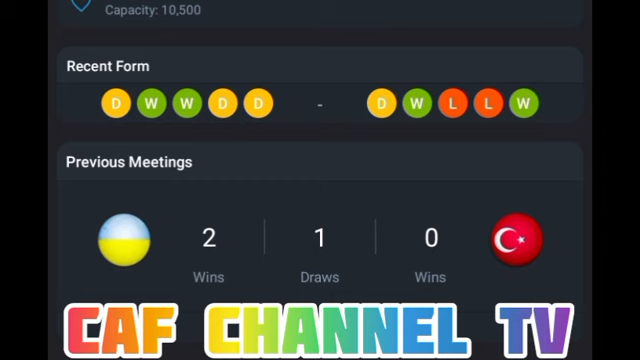 Capacity: 10,500
Recent Form
D W W D D - D W L L W
Previous Meetings
2 1 0
Wins Draws Wins
CAF CHANNEL TV